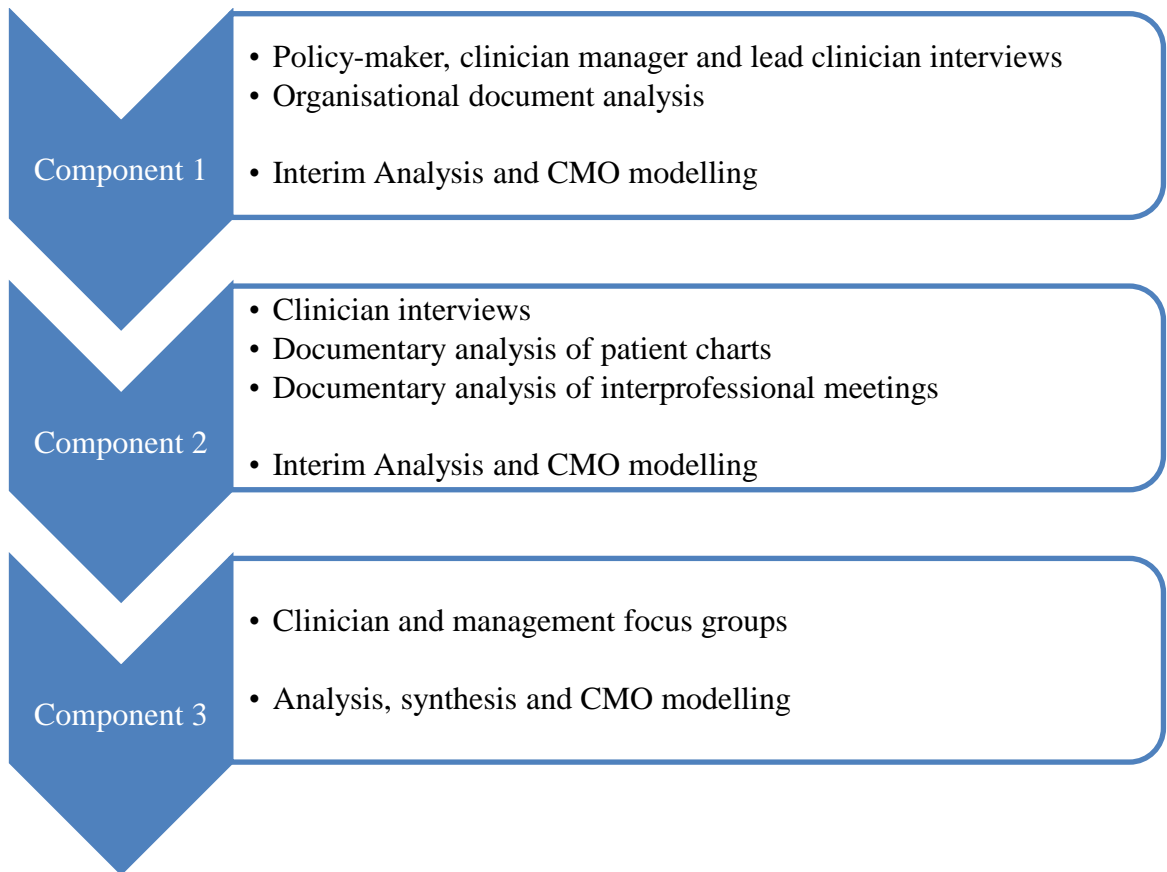 Component 1
• Policy-maker, clinician manager and lead clinician interviews
• Organisational document analysis
• Interim Analysis and CMO modelling
Component 2
• Clinician interviews
• Documentary analysis of patient charts
• Documentary analysis of interprofessional meetings
• Interim Analysis and CMO modelling
Component 3
• Clinician and management focus groups
• Analysis, synthesis and CMO modelling